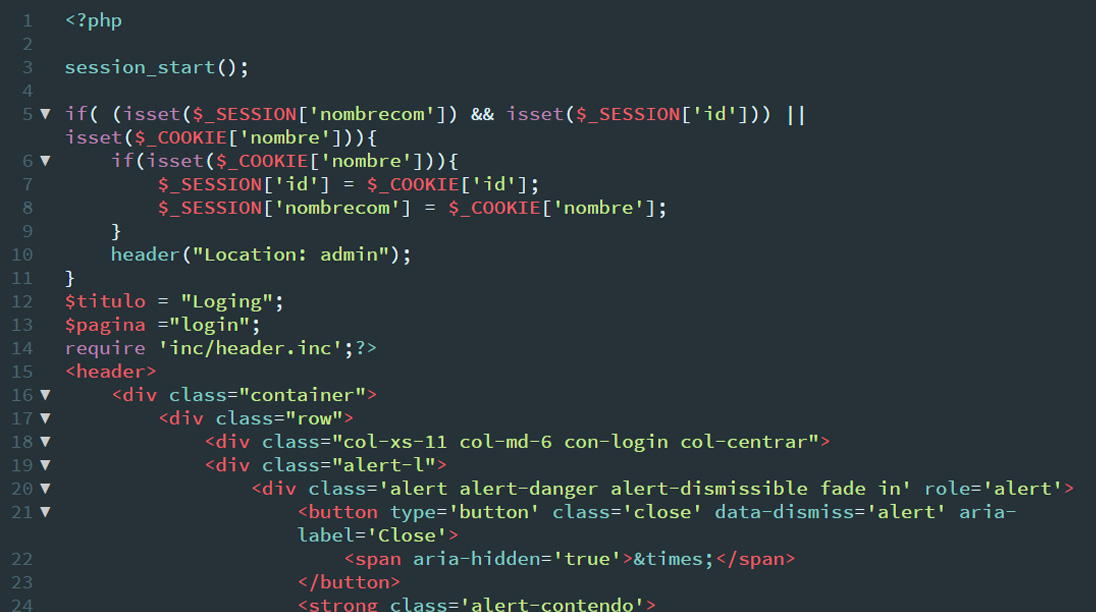 1 <?php
2
3 session_start();
4
5 ▼ if( (isset($_SESSION['nombrecom']) && isset($_SESSION['id'])) ||
isset($_COOKIE['nombre'])){
6 ▼ if(isset($_COOKIE['nombre'])){
7 $_SESSION['id'] = $_COOKIE['id'];
8 $_SESSION['nombrecom'] = $_COOKIE['nombre'];
9 }
10 header("Location: admin");
11 }
12 $titulo = "Loging";
13 $pagina ="login";
14 require 'inc/header.inc';?>
15 <header>
16 ▼ <div class="container">
17 ▼ <div class="row">
18 ▼ <div class="col-xs-11 col-md-6 con-login col-centrar">
19 ▼ <div class="alert-l">
20 ▼ <div class='alert alert-danger alert-dismissible fade in' role='alert'>
21 ▼ <button type='button' class='close' data-dismiss='alert' aria-
label='Close'>
22 <span aria-hidden='true'>&times;</span>
23 </button>
24 <strong class='alert-contendo'>